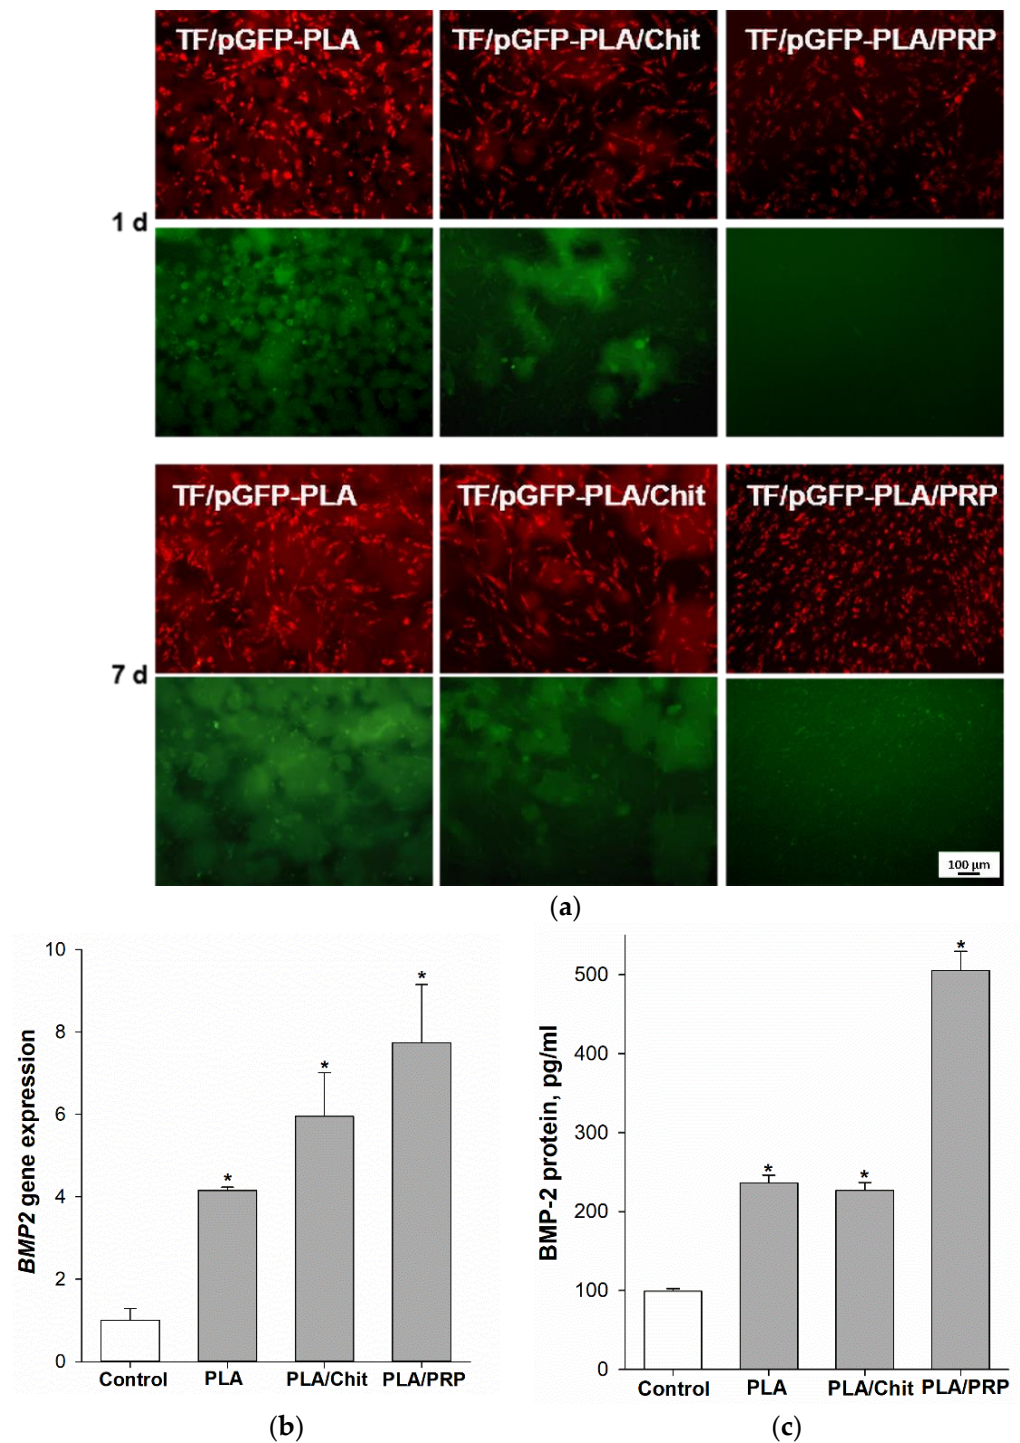 TF/pGFP-PLA TF/pGFP-PLA/Chit TF/pGFP-PLA/PRP
1 d
TF/pGFP-PLA TF/pGFP-PLA/Chit TF/pGFP-PLA/PRP
7 d
100 µm
(a)
BMP2 gene expression
10
8
6
4
2
0
* * *
Control PLA PLA/Chit PLA/PRP
(b)
BMP-2 protein, pg/ml
500
400
300
200
100
0
* * *
Control PLA PLA/Chit PLA/PRP
(c)